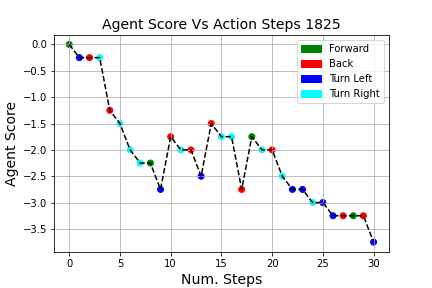 Agent Score Vs Action Steps 1825
Forward
Back
Turn Left
Turn Right
Agent Score
0.0
−0.5
−1.0
−1.5
−2.0
−2.5
−3.0
−3.5
0 5 10 15 20 25 30
Num. Steps